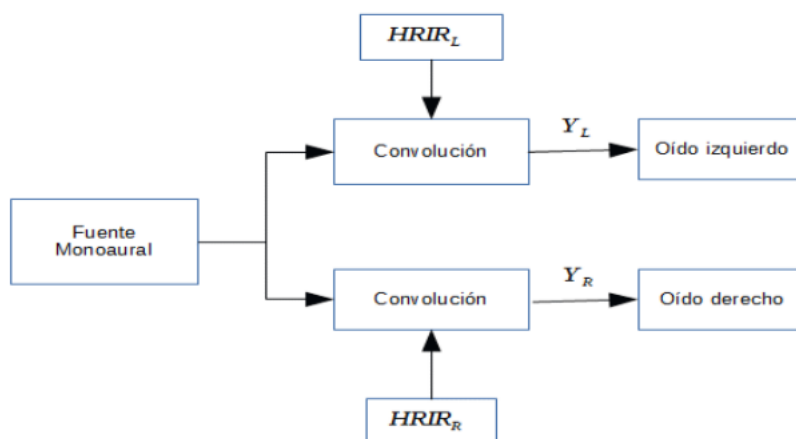 HRIR_L
Convolución
Y_L
Oído izquierdo
Fuente
Monoaural
Convolución
Y_R
Oído derecho
HRIR_R